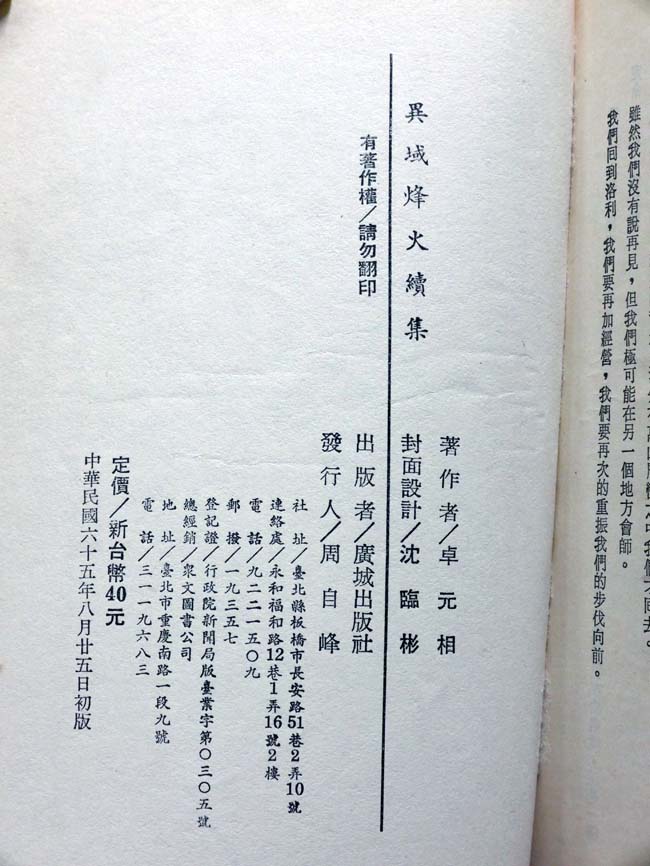 雖然我們沒有說再見，但我們極可能在另一個地方會師。
我們回到洛利，我們要再加經營，我們要再次的重振我們的步伐向前。
異域烽火續集
有著作權／請勿翻印
著作者／卓元相
封面設計／沈臨彬
出版者／廣城出版社
發行人／周自峰
社址／臺北縣板橋市長安路51巷2弄10號
連絡處／永和福和路12巷1弄16號2樓
電話／九二二一五〇九
郵撥／一九三五七
登記證／行政院新聞局版臺業字第〇三〇五號
總經銷／眾文圖書公司
地址／臺北市重慶南路一段九號
電話／三一一九六八三
定價／新台幣40元
中華民國六十五年八月廿五日初版